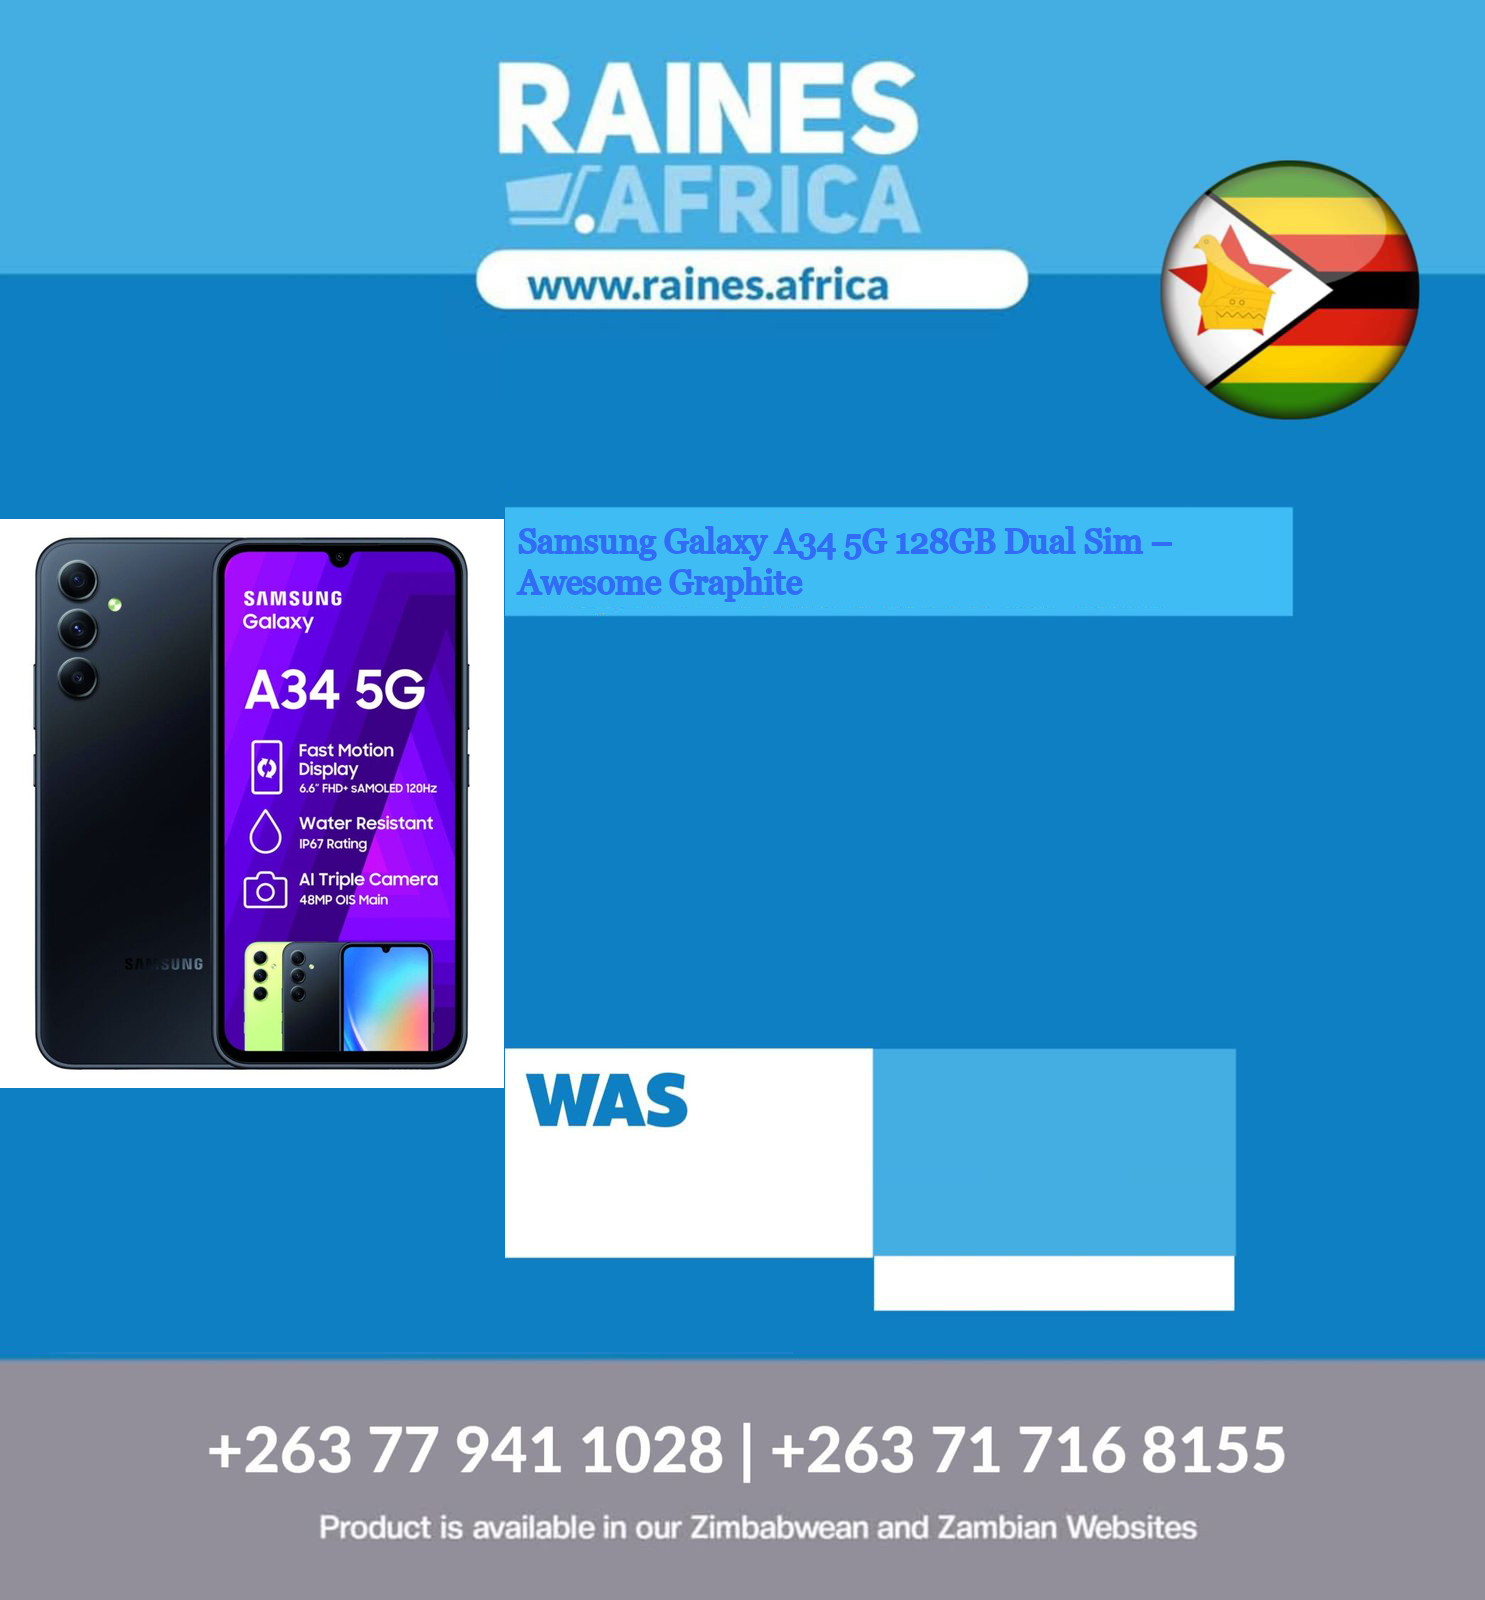 RAINES
.AFRICA
www.raines.africa
Samsung Galaxy A34 5G 128GB Dual Sim –
Awesome Graphite
SAMSUNG
Galaxy
A34 5G
Fast Motion
Display
6.6" FHD+ sAMOLED 120Hz
Water Resistant
IP67 Rating
AI Triple Camera
48MP OIS Main
SAMSUNG
WAS
+263 77 941 1028 | +263 71 716 8155
Product is available in our Zimbabwean and Zambian Websites